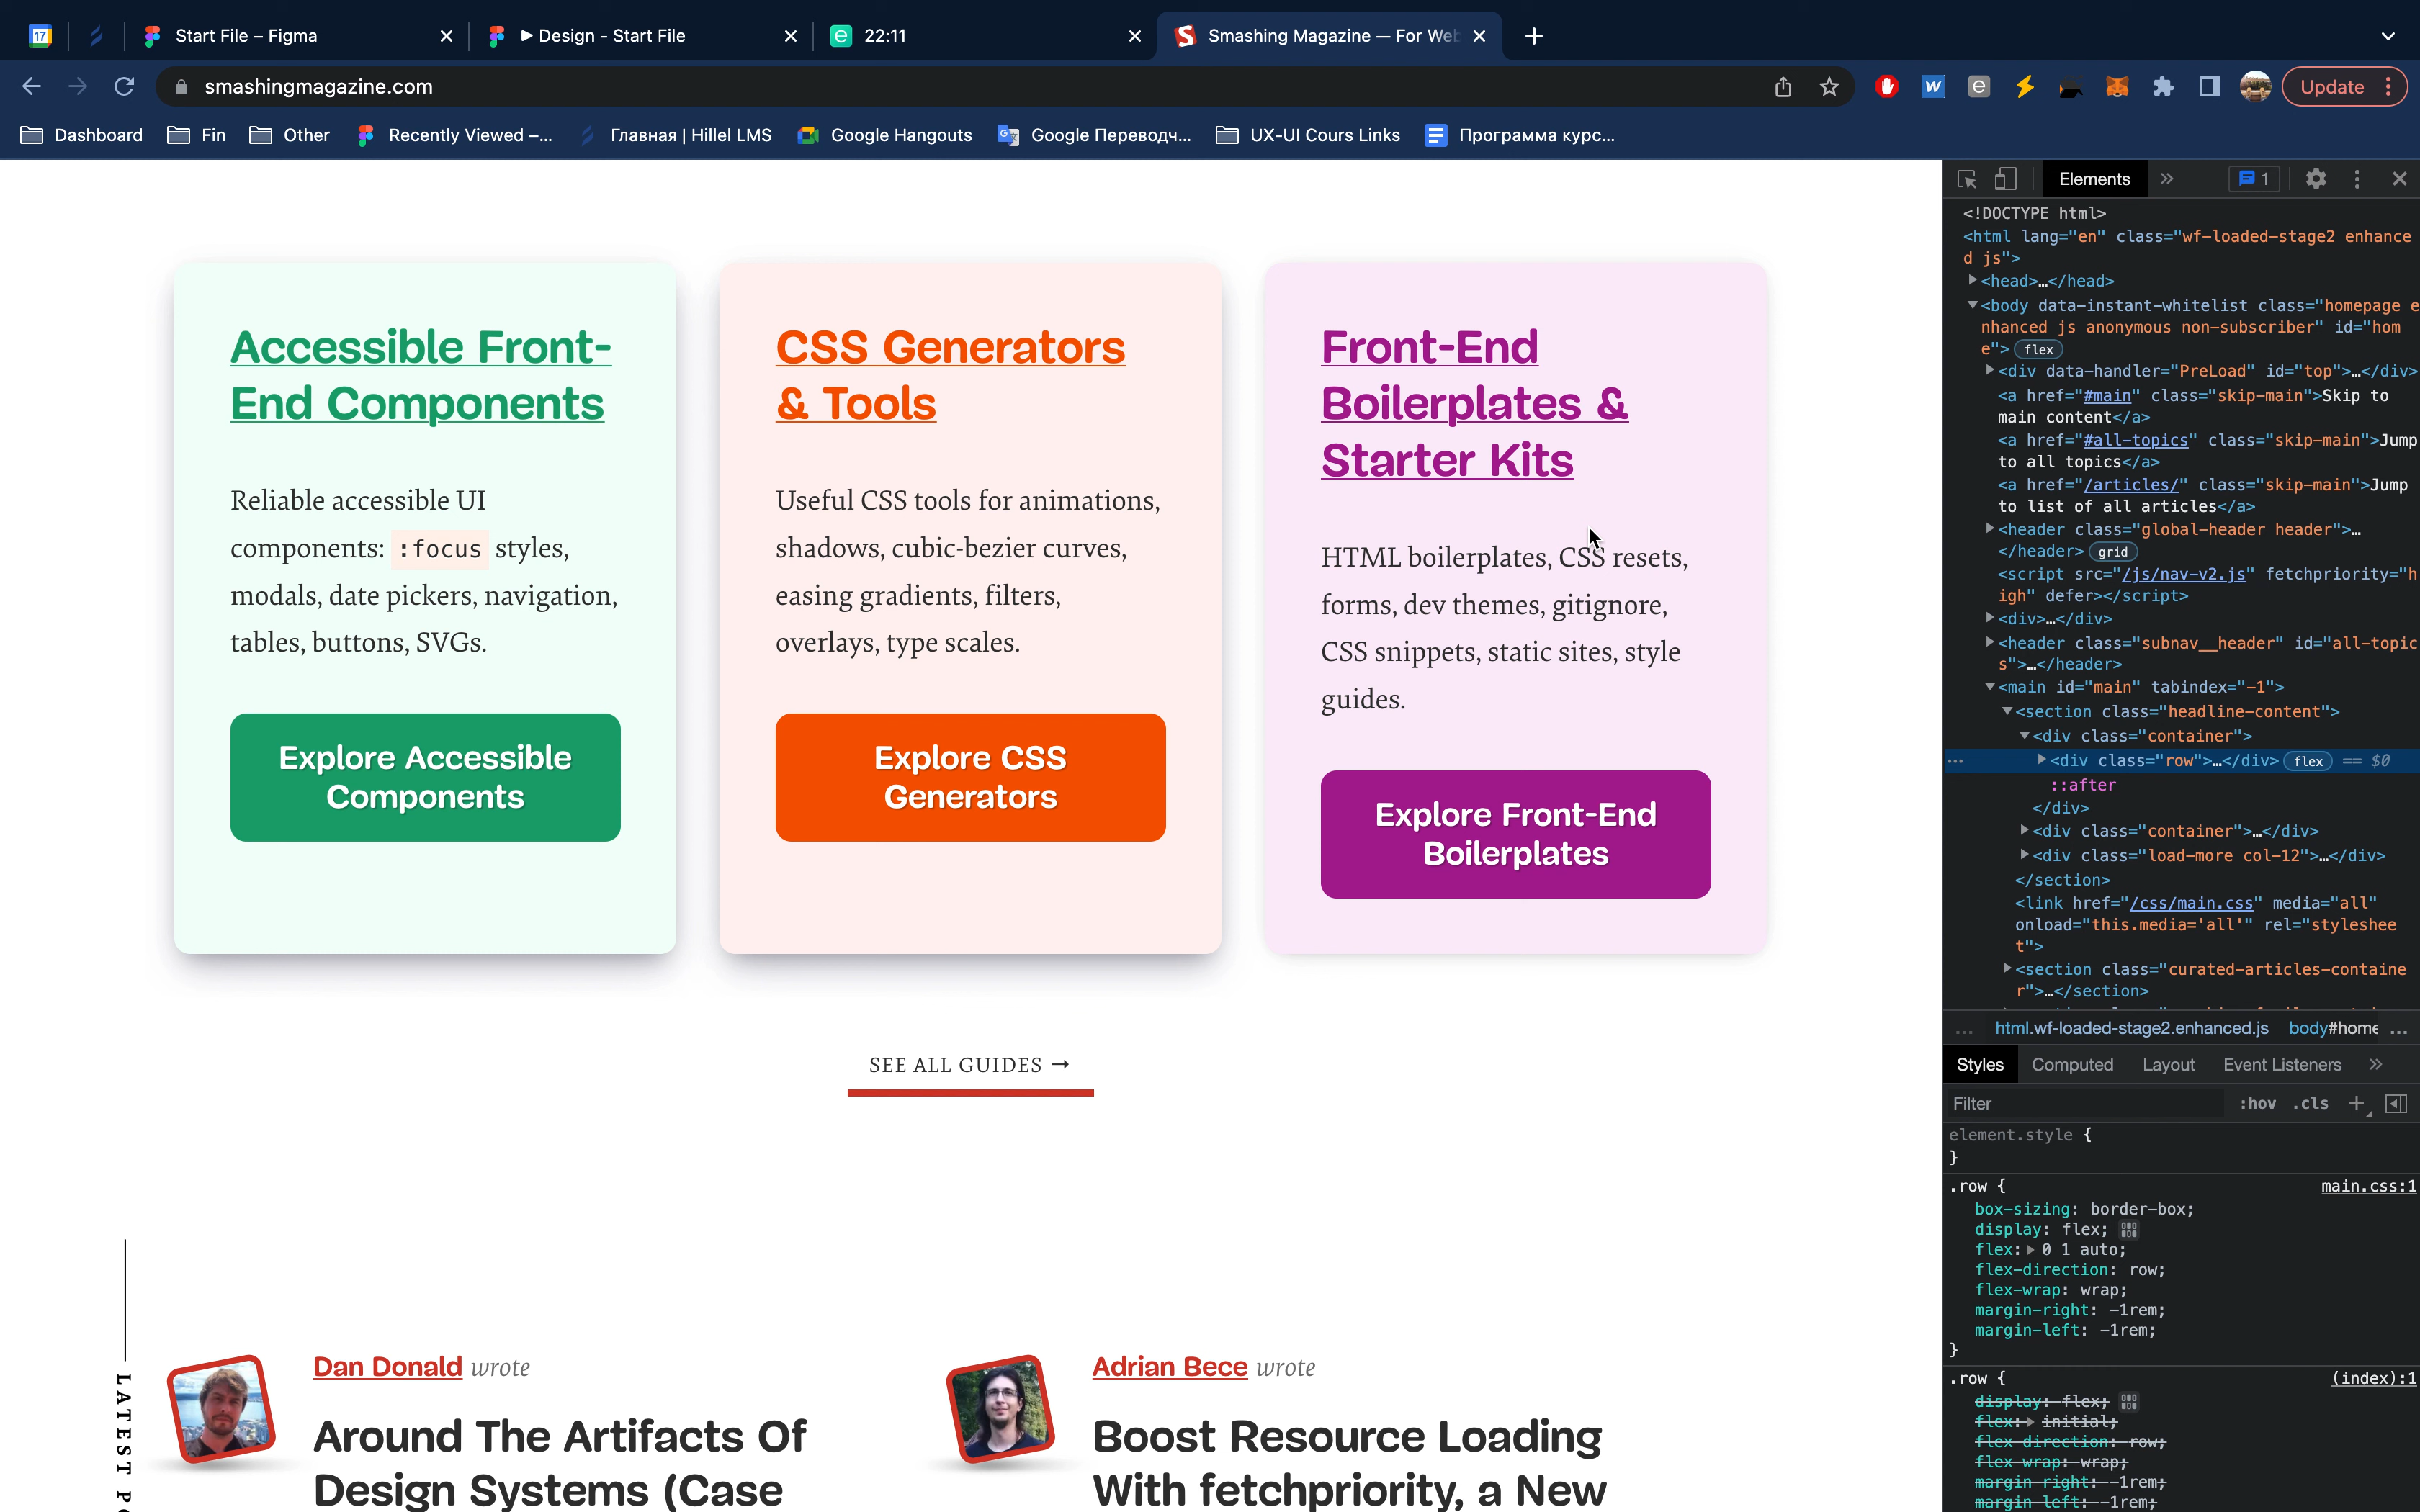 17
Start File – Figma
Design - Start File
22:11
Smashing Magazine — For Web
smashingmagazine.com
Update
Dashboard
Fin
Other
Recently Viewed –...
Главная | Hillel LMS
Google Hangouts
Google Переводч...
UX-UI Cours Links
Программа курс...
Accessible Front-
End Components
Reliable accessible UI
components: :focus styles,
modals, date pickers, navigation,
tables, buttons, SVGs.
Explore Accessible
Components
CSS Generators
& Tools
Useful CSS tools for animations,
shadows, cubic-bezier curves,
easing gradients, filters,
overlays, type scales.
Explore CSS
Generators
Front-End
Boilerplates &
Starter Kits
HTML boilerplates, CSS resets,
forms, dev themes, gitignore,
CSS snippets, static sites, style
guides.
Explore Front-End
Boilerplates
SEE ALL GUIDES →
LATEST
Dan Donald wrote
Around The Artifacts Of
Design Systems (Case
Adrian Bece wrote
Boost Resource Loading
With fetchpriority, a New
Elements
1
<!DOCTYPE html>
<html lang="en" class="wf-loaded-stage2 enhance
d js">
<head>…</head>
<body data-instant-whitelist class="homepage e
nhanced js anonymous non-subscriber" id="hom
e"> flex
<div data-handler="PreLoad" id="top">…</div>
<a href="#main" class="skip-main">Skip to
main content</a>
<a href="#all-topics" class="skip-main">Jump
to all topics</a>
<a href="/articles/" class="skip-main">Jump
to list of all articles</a>
<header class="global-header header">…
</header> grid
<script src="/js/nav-v2.js" fetchpriority="h
igh" defer></script>
<div>…</div>
<header class="subnav__header" id="all-topic
s">…</header>
<main id="main" tabindex="-1">
<section class="headline-content">
<div class="container">
<div class="row">…</div> flex == $0
::after
</div>
<div class="container">…</div>
<div class="load-more col-12">…</div>
</section>
<link href="/css/main.css" media="all"
onload="this.media='all'" rel="styleshee
t">
<section class="curated-articles-containe
r">…</section>
... html.wf-loaded-stage2.enhanced.js body#home ...
Styles Computed Layout Event Listeners
Filter :hov .cls
element.style {
}
.row { main.css:1
box-sizing: border-box;
display: flex;
flex: 0 1 auto;
flex-direction: row;
flex-wrap: wrap;
margin-right: -1rem;
margin-left: -1rem;
}
.row { (index):1
display: flex;
flex: initial;
flex-direction: row;
flex-wrap: wrap;
margin-right: -1rem;
margin-left: -1rem;